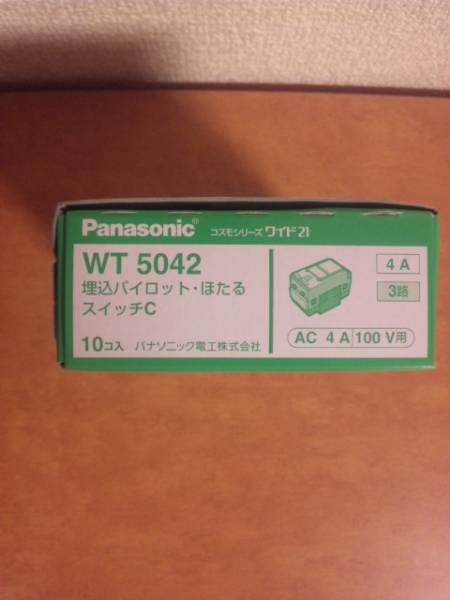 Panasonic® コスモシリーズ ワイド21
WT 5042
埋込パイロット・ほたる
スイッチC
10コ入 パナソニック電工株式会社
4 A
3路
AC 4 A 100 V用